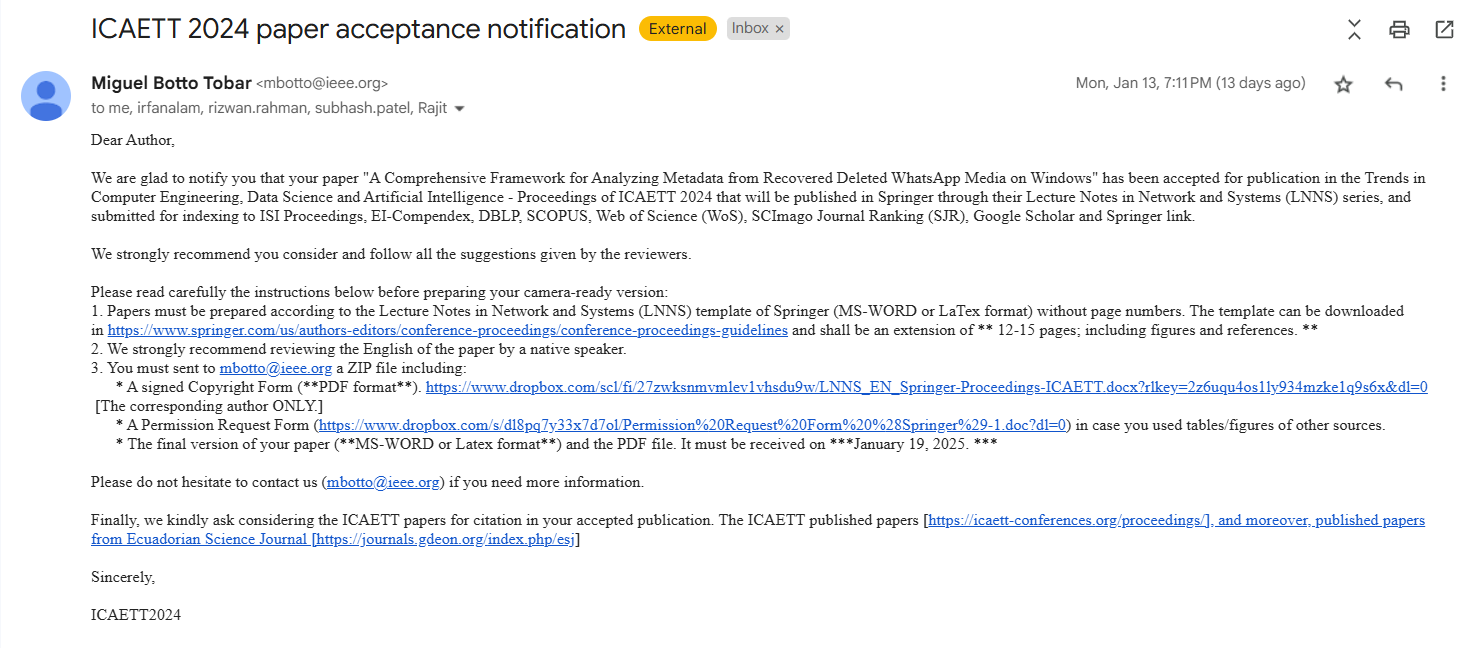 ICAETT 2024 paper acceptance notification External Inbox ×
Miguel Botto Tobar <mbotto@ieee.org> Mon, Jan 13, 7:11 PM (13 days ago)
to me, irfanalam, rizwan.rahman, subhash.patel, Rajit
Dear Author,
We are glad to notify you that your paper "A Comprehensive Framework for Analyzing Metadata from Recovered Deleted WhatsApp Media on Windows" has been accepted for publication in the Trends in
Computer Engineering, Data Science and Artificial Intelligence - Proceedings of ICAETT 2024 that will be published in Springer through their Lecture Notes in Network and Systems (LNNS) series, and
submitted for indexing to ISI Proceedings, EI-Compendex, DBLP, SCOPUS, Web of Science (WoS), SCImago Journal Ranking (SJR), Google Scholar and Springer link.
We strongly recommend you consider and follow all the suggestions given by the reviewers.
Please read carefully the instructions below before preparing your camera-ready version:
1. Papers must be prepared according to the Lecture Notes in Network and Systems (LNNS) template of Springer (MS-WORD or LaTex format) without page numbers. The template can be downloaded
in https://www.springer.com/us/authors-editors/conference-proceedings/conference-proceedings-guidelines and shall be an extension of ** 12-15 pages; including figures and references. **
2. We strongly recommend reviewing the English of the paper by a native speaker.
3. You must sent to mbotto@ieee.org a ZIP file including:
* A signed Copyright Form (**PDF format**). https://www.dropbox.com/scl/fi/27zwksnmvmlev1vhsdu9w/LNNS_EN_Springer-Proceedings-ICAETT.docx?rlkey=2z6uqu4os1ly934mzke1q9s6x&dl=0
[The corresponding author ONLY.]
* A Permission Request Form (https://www.dropbox.com/s/dl8pq7y33x7d7ol/Permission%20Request%20Form%20%28Springer%29-1.doc?dl=0) in case you used tables/figures of other sources.
* The final version of your paper (**MS-WORD or Latex format**) and the PDF file. It must be received on ***January 19, 2025. ***
Please do not hesitate to contact us (mbotto@ieee.org) if you need more information.
Finally, we kindly ask considering the ICAETT papers for citation in your accepted publication. The ICAETT published papers [https://icaett-conferences.org/proceedings/], and moreover, published papers
from Ecuadorian Science Journal [https://journals.gdeon.org/index.php/esj]
Sincerely,
ICAETT2024